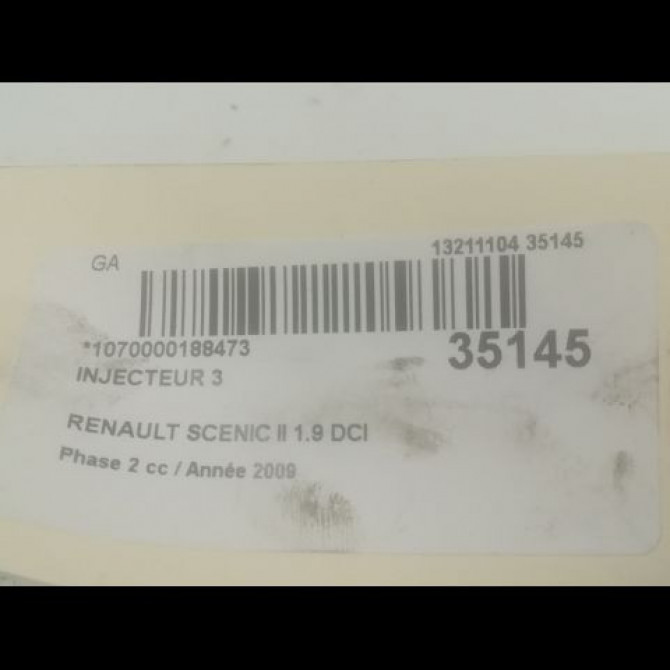 GA
13211104 35145
*1070000188473
35145
INJECTEUR 3
RENAULT SCENIC II 1.9 DCI
Phase 2 cc / Année 2009